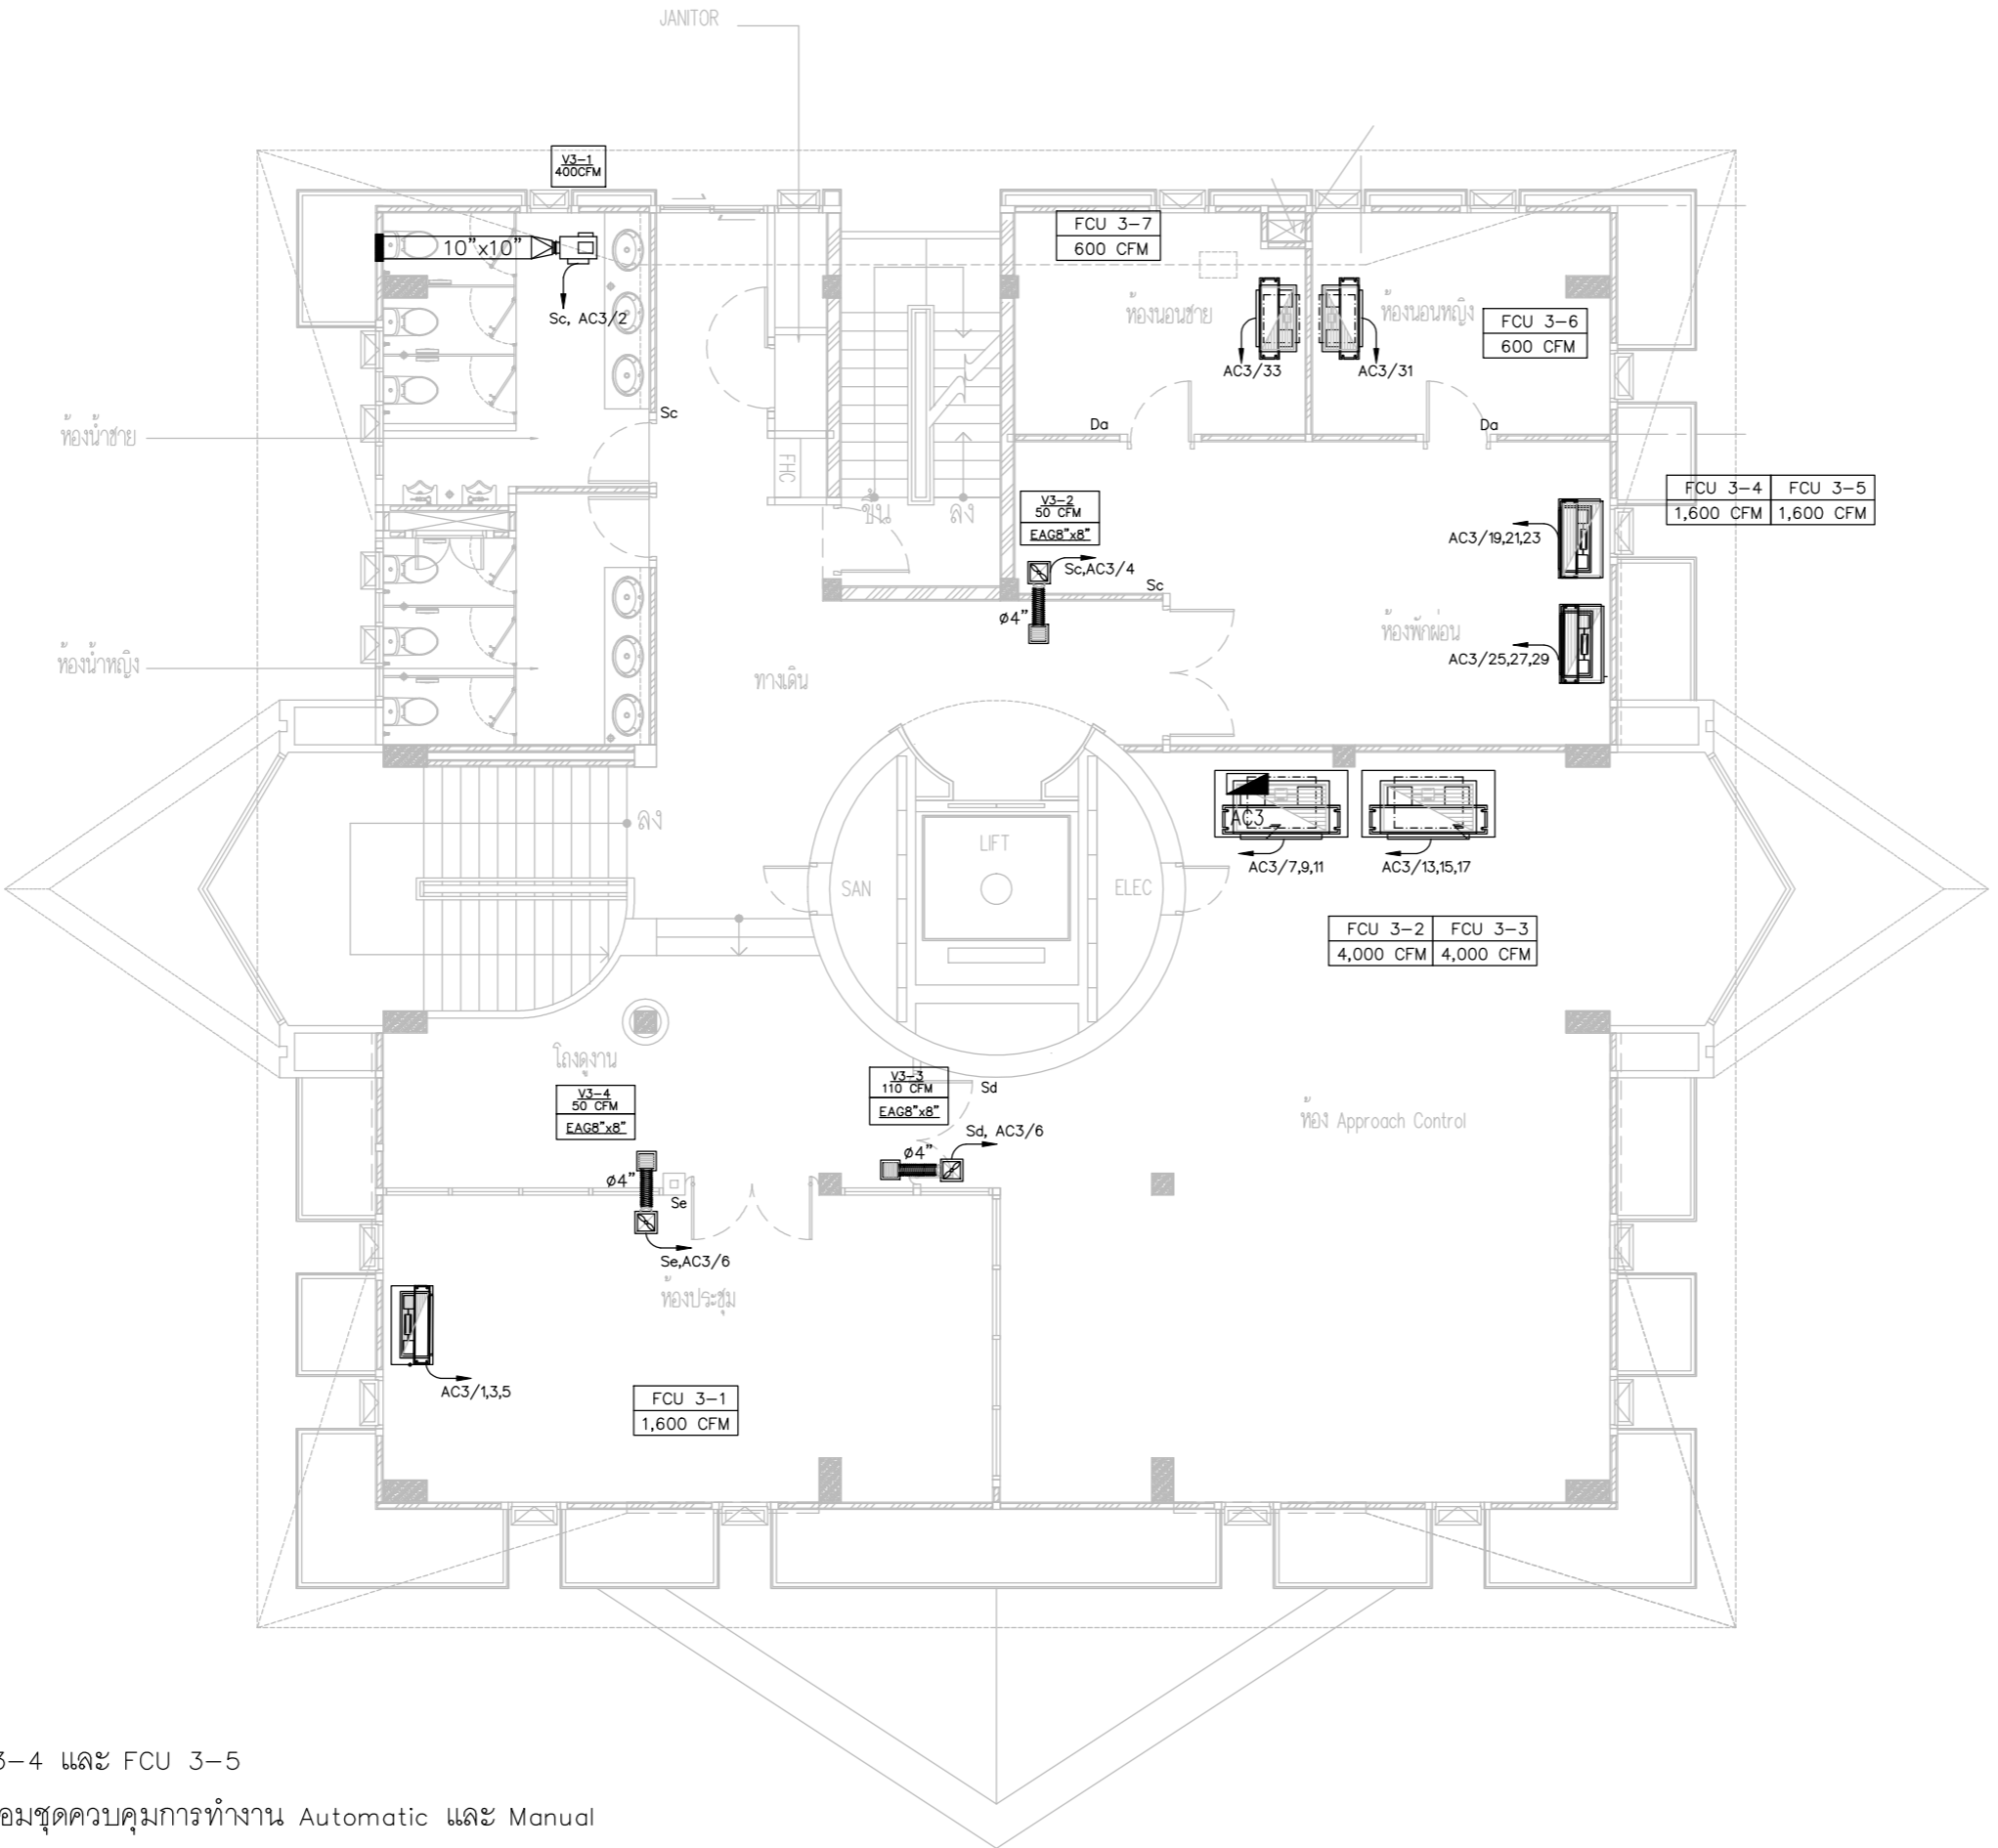 JANITOR
V3-1
400CFM
10"x10"
Sc, AC3/2
FCU 3-7
600 CFM
ห้องนอนชาย
ห้องนอนหญิง
FCU 3-6
600 CFM
AC3/33
AC3/31
Sc
Da
Da
ห้องน้ำชาย
FHC
FCU 3-4 FCU 3-5
1,600 CFM 1,600 CFM
V3-2
50 CFM
EAG8"x8"
ขึ้น
ลง
AC3/19,21,23
Sc,AC3/4
Sc
ø4"
ห้องพักผ่อน
AC3/25,27,29
ห้องน้ำหญิง
ทางเดิน
ลง
AC3
LIFT
AC3/7,9,11
AC3/13,15,17
SAN
ELEC
FCU 3-2 FCU 3-3
4,000 CFM 4,000 CFM
โถงดูงาน
V3-3
110 CFM
EAG8"x8"
Sd
V3-4
50 CFM
EAG8"x8"
ห้อง Approach Control
Sd, AC3/6
ø4"
ø4"
Se
Se,AC3/6
ห้องประชุม
AC3/1,3,5
FCU 3-1
1,600 CFM
3-4 และ FCU 3-5
อมชุดควบคุมการทำงาน Automatic และ Manual